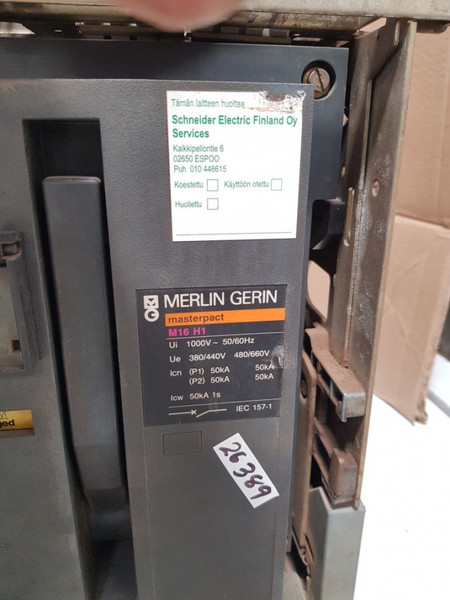 Tämän laitteen huoltaa
Schneider Electric Finland Oy
Services
Kalkkipellontie 6
02650 ESPOO
Puh 010 446615
Koestettu
Käyttöön otettu
Huollettu
MG
MERLIN GERIN
masterpact
M16 H1
Ui 1000V ~ 50/60Hz
Ue 380/440V 480/660V
Icn (P1) 50kA 50kA
(P2) 50kA 50kA
Icw 50kA 1s
IEC 157-1
26389